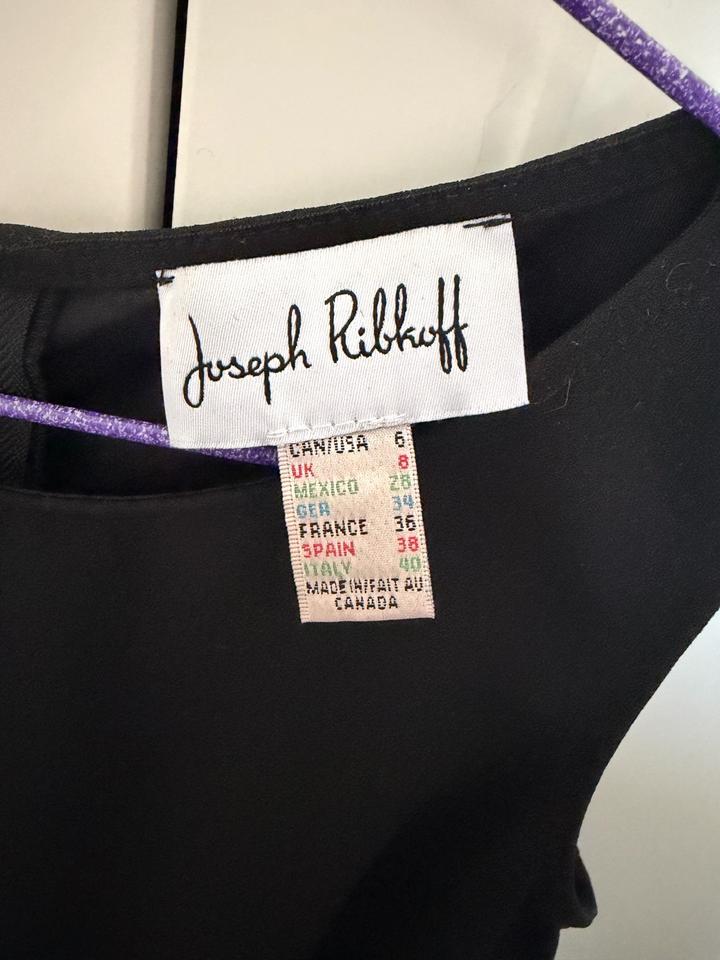 Joseph Ribkoff
CAN/USA 6
UK 8
MEXICO 28
GER 34
FRANCE 36
SPAIN 38
ITALY 40
MADE IN/FAIT AU
CANADA